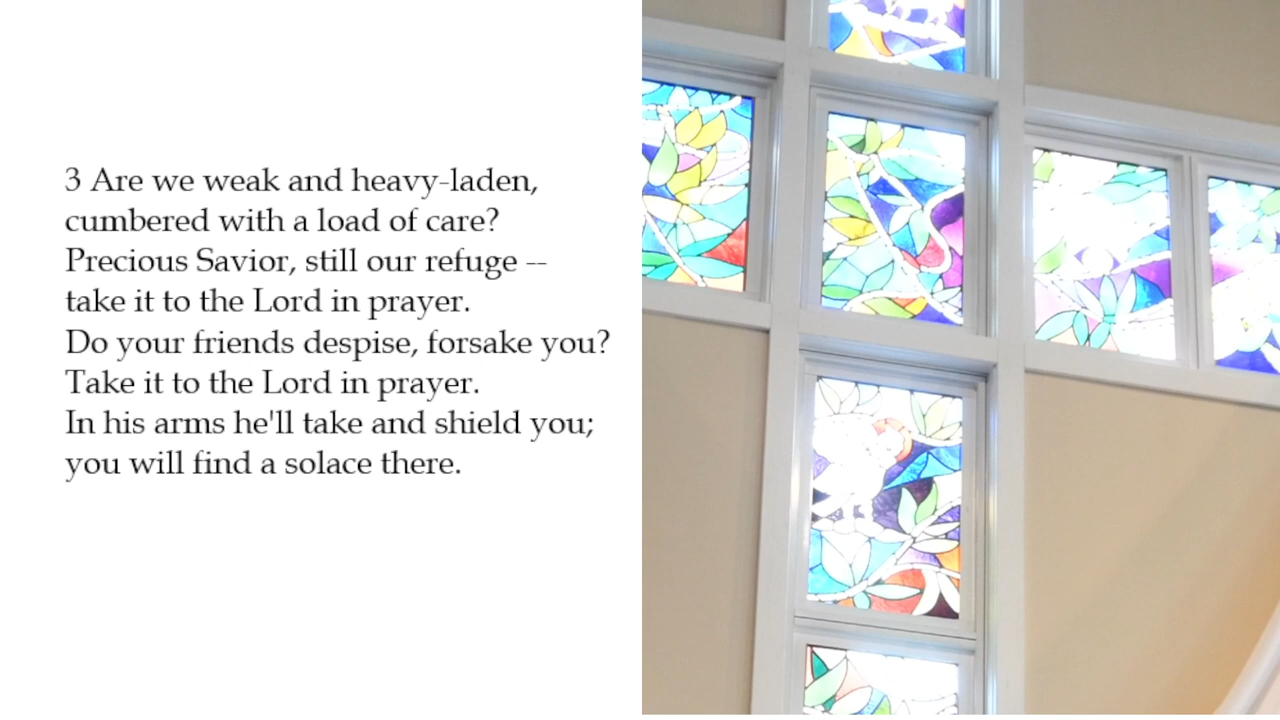 3 Are we weak and heavy-laden,
cumbered with a load of care?
Precious Savior, still our refuge --
take it to the Lord in prayer.
Do your friends despise, forsake you?
Take it to the Lord in prayer.
In his arms he'll take and shield you;
you will find a solace there.